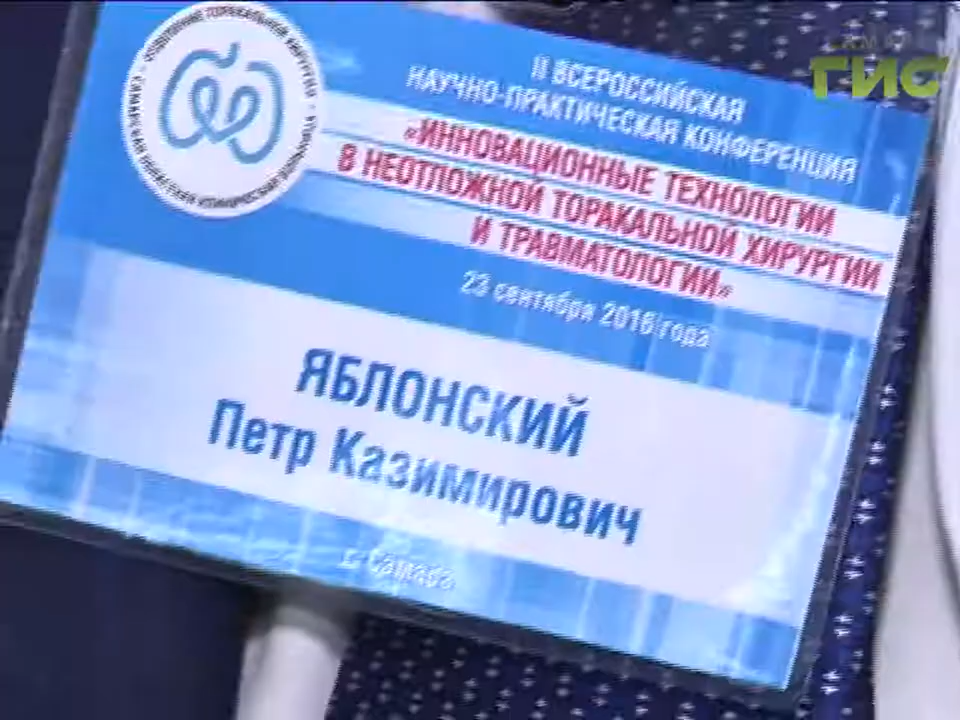 II ВСЕРОССИЙСКАЯ
НАУЧНО-ПРАКТИЧЕСКАЯ КОНФЕРЕНЦИЯ
«ИННОВАЦИОННЫЕ ТЕХНОЛОГИИ
В НЕОТЛОЖНОЙ ТОРАКАЛЬНОЙ ХИРУРГИИ
И ТРАВМАТОЛОГИИ»
23 сентября 2016 года
ЯБЛОНСКИЙ
Петр Казимирович
г. Самара
ГИС